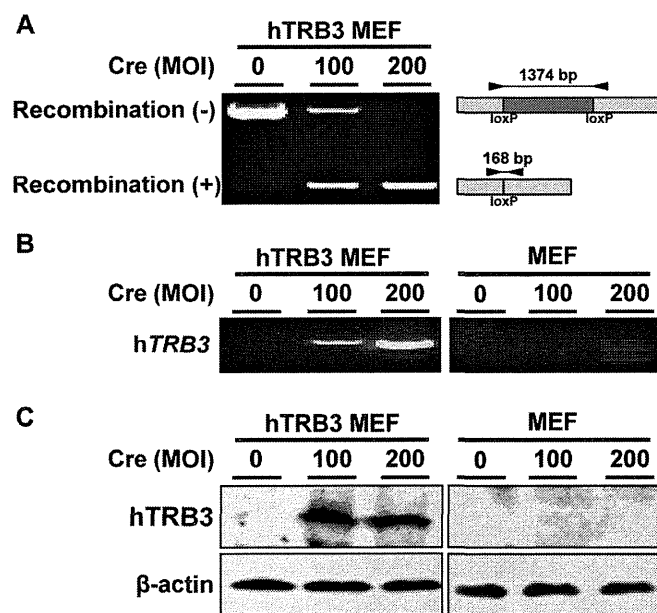 A
hTRB3 MEF
Cre (MOI) 0 100 200
Recombination (-)
Recombination (+)
1374 bp
loxP loxP
168 bp
loxP
B
hTRB3 MEF MEF
Cre (MOI) 0 100 200 0 100 200
hTRB3
C
hTRB3 MEF MEF
Cre (MOI) 0 100 200 0 100 200
hTRB3
β-actin